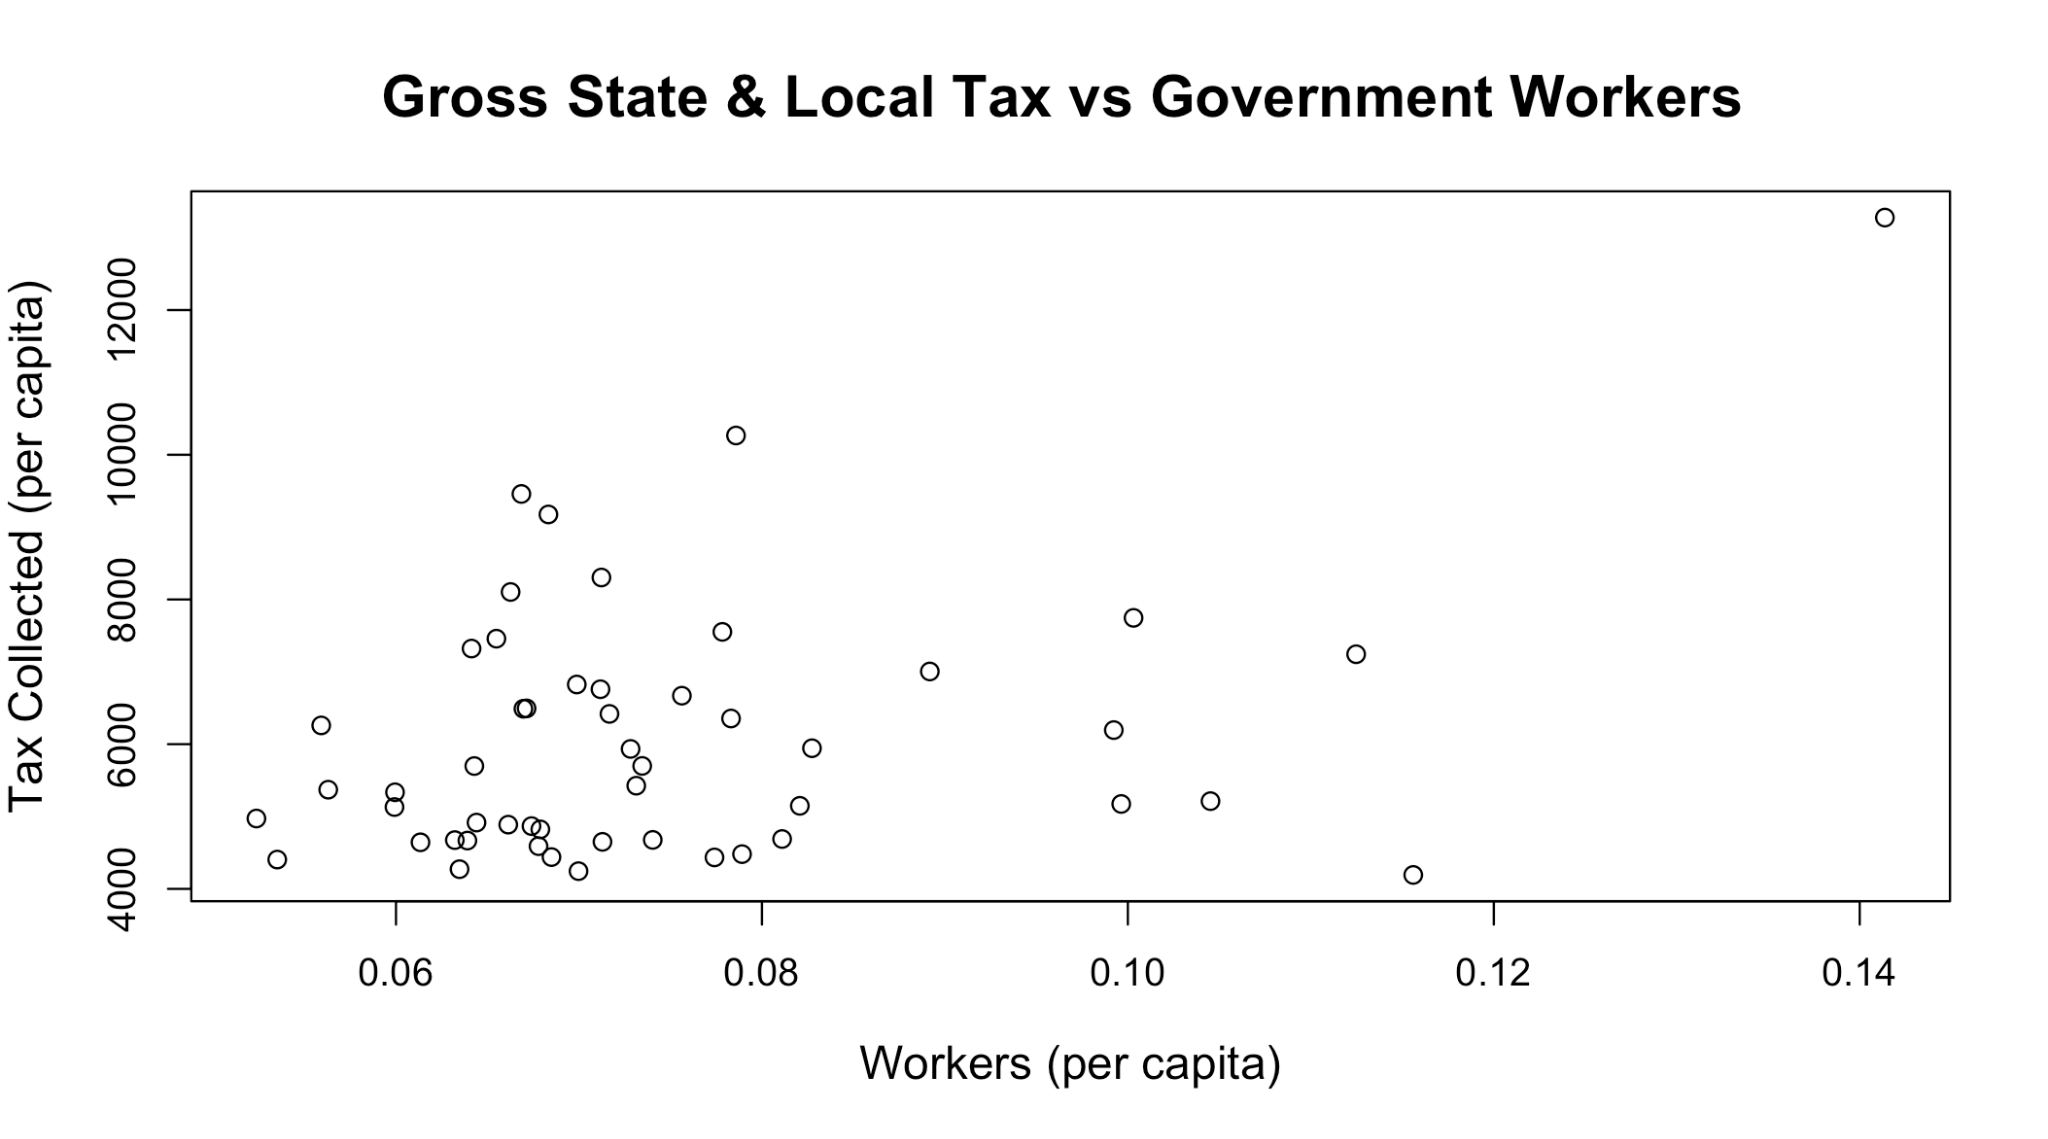 Gross State & Local Tax vs Government Workers
Tax Collected (per capita)
12000
10000
8000
6000
4000
0.06 0.08 0.10 0.12 0.14
Workers (per capita)